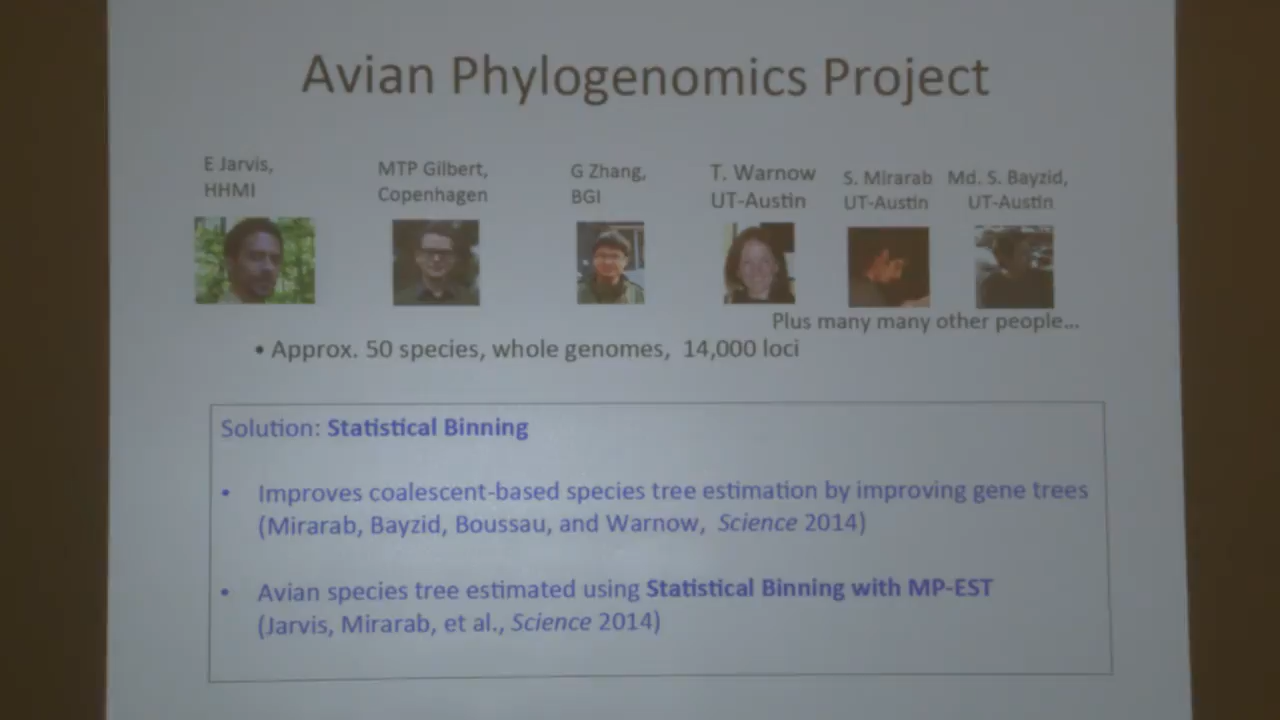 Avian Phylogenomics Project
E Jarvis,
HHMI
MTP Gilbert,
Copenhagen
G Zhang,
BGI
T. Warnow
UT-Austin
S. Mirarab
UT-Austin
Md. S. Bayzid,
UT-Austin
Plus many many other people…
• Approx. 50 species, whole genomes, 14,000 loci
Solution: Statistical Binning
• Improves coalescent-based species tree estimation by improving gene trees
(Mirarab, Bayzid, Boussau, and Warnow, Science 2014)
• Avian species tree estimated using Statistical Binning with MP-EST
(Jarvis, Mirarab, et al., Science 2014)